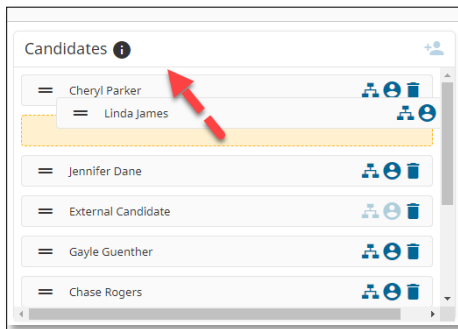 Candidates
Cheryl Parker
Linda James
Jennifer Dane
External Candidate
Gayle Guenther
Chase Rogers